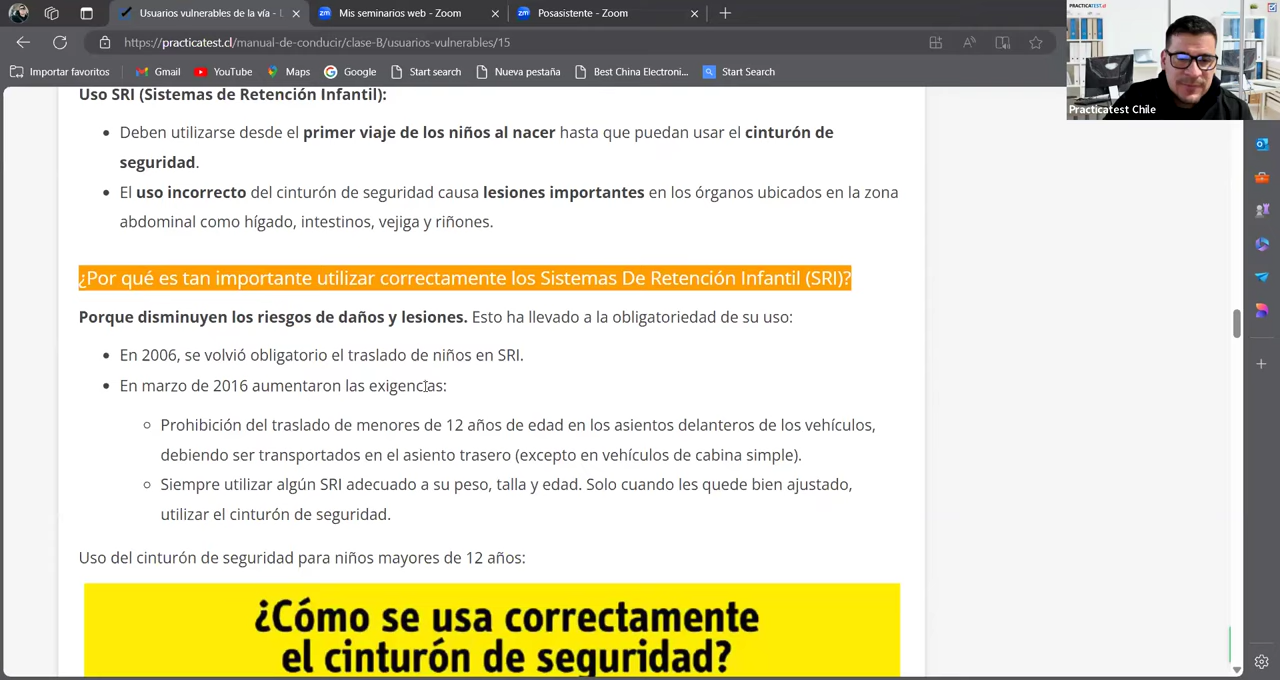 Usuarios vulnerables de la vía - L
Mis seminarios web - Zoom
Posasistente - Zoom
https://practicatest.cl/manual-de-conducir/clase-B/usuarios-vulnerables/15
Importar favoritos
Gmail
YouTube
Maps
Google
Start search
Nueva pestaña
Best China Electroni...
Start Search
PRACTICATEST.cl
Practicatest Chile
Uso SRI (Sistemas de Retención Infantil):
Deben utilizarse desde el primer viaje de los niños al nacer hasta que puedan usar el cinturón de
seguridad.
El uso incorrecto del cinturón de seguridad causa lesiones importantes en los órganos ubicados en la zona
abdominal como hígado, intestinos, vejiga y riñones.
¿Por qué es tan importante utilizar correctamente los Sistemas De Retención Infantil (SRI)?
Porque disminuyen los riesgos de daños y lesiones. Esto ha llevado a la obligatoriedad de su uso:
En 2006, se volvió obligatorio el traslado de niños en SRI.
En marzo de 2016 aumentaron las exigencias:
Prohibición del traslado de menores de 12 años de edad en los asientos delanteros de los vehículos,
debiendo ser transportados en el asiento trasero (excepto en vehículos de cabina simple).
Siempre utilizar algún SRI adecuado a su peso, talla y edad. Solo cuando les quede bien ajustado,
utilizar el cinturón de seguridad.
Uso del cinturón de seguridad para niños mayores de 12 años:
¿Cómo se usa correctamente
el cinturón de seguridad?